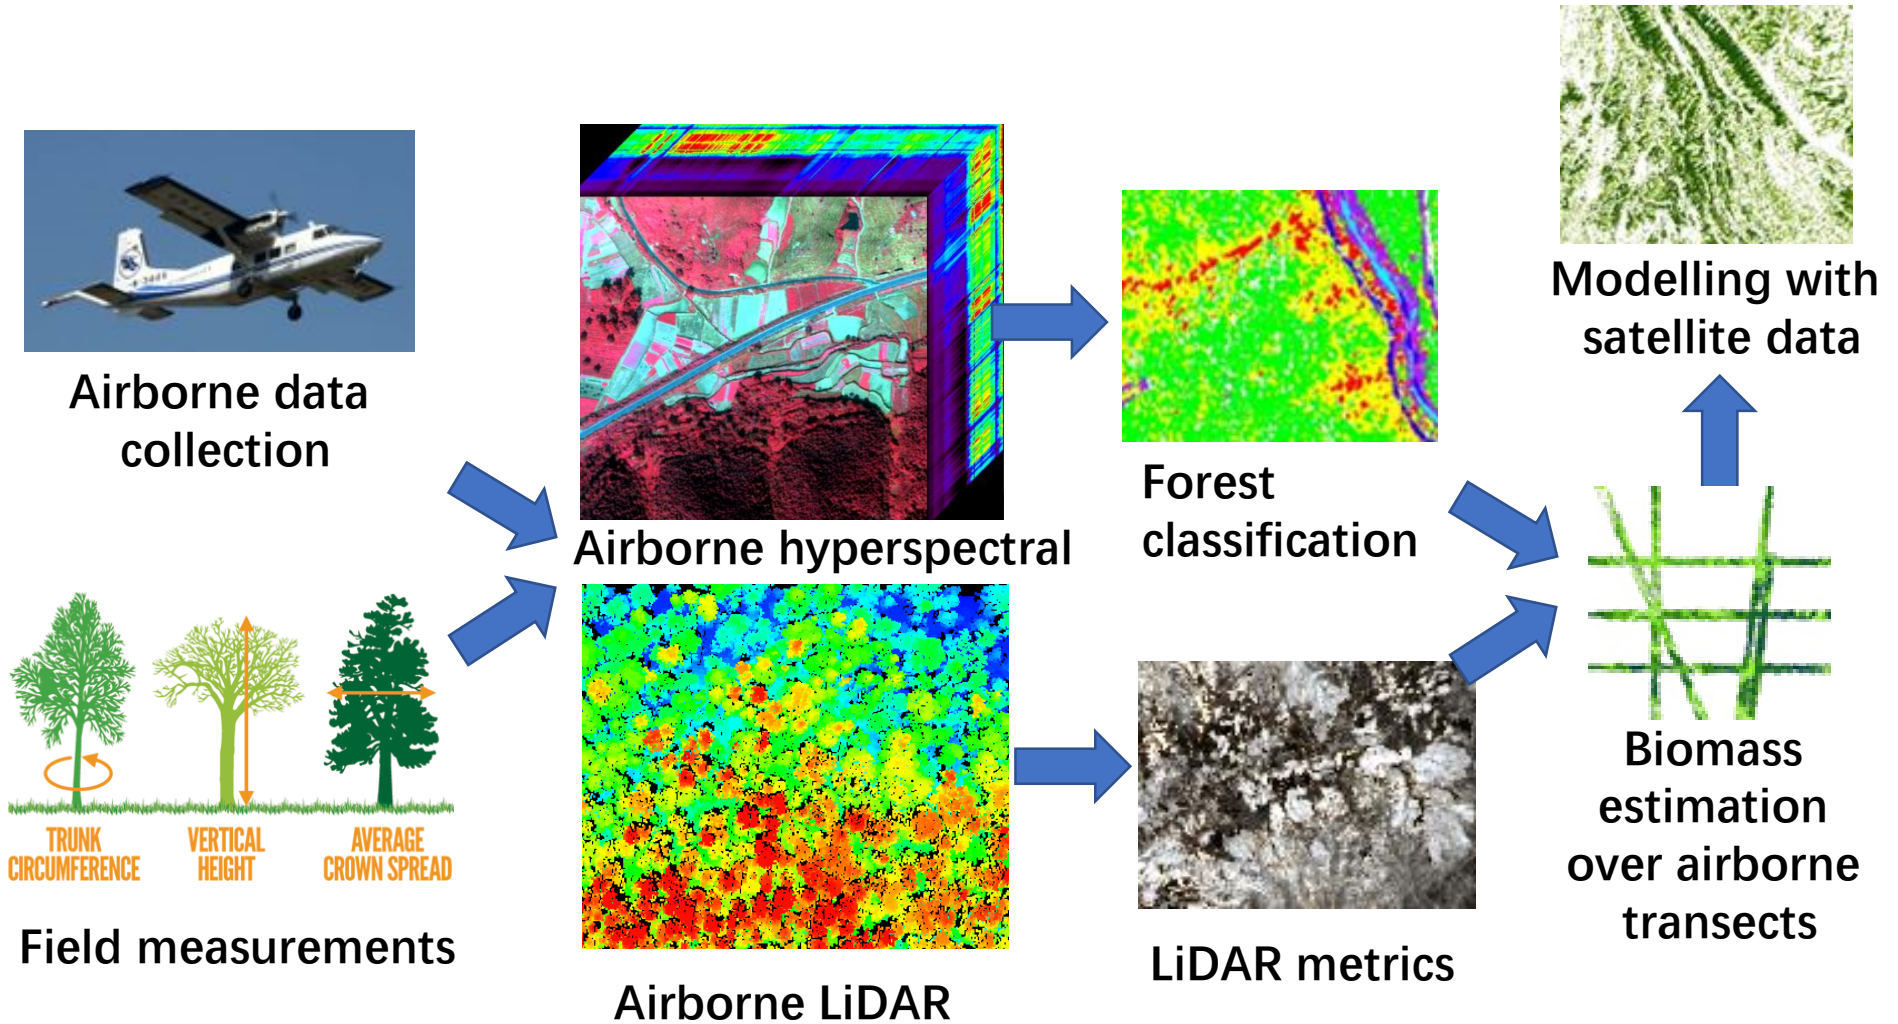 Airborne data
collection
TRUNK
CIRCUMFERENCE
VERTICAL
HEIGHT
AVERAGE
CROWN SPREAD
Field measurements
Airborne hyperspectral
Airborne LiDAR
Forest
classification
LiDAR metrics
Modelling with
satellite data
Biomass
estimation
over airborne
transects